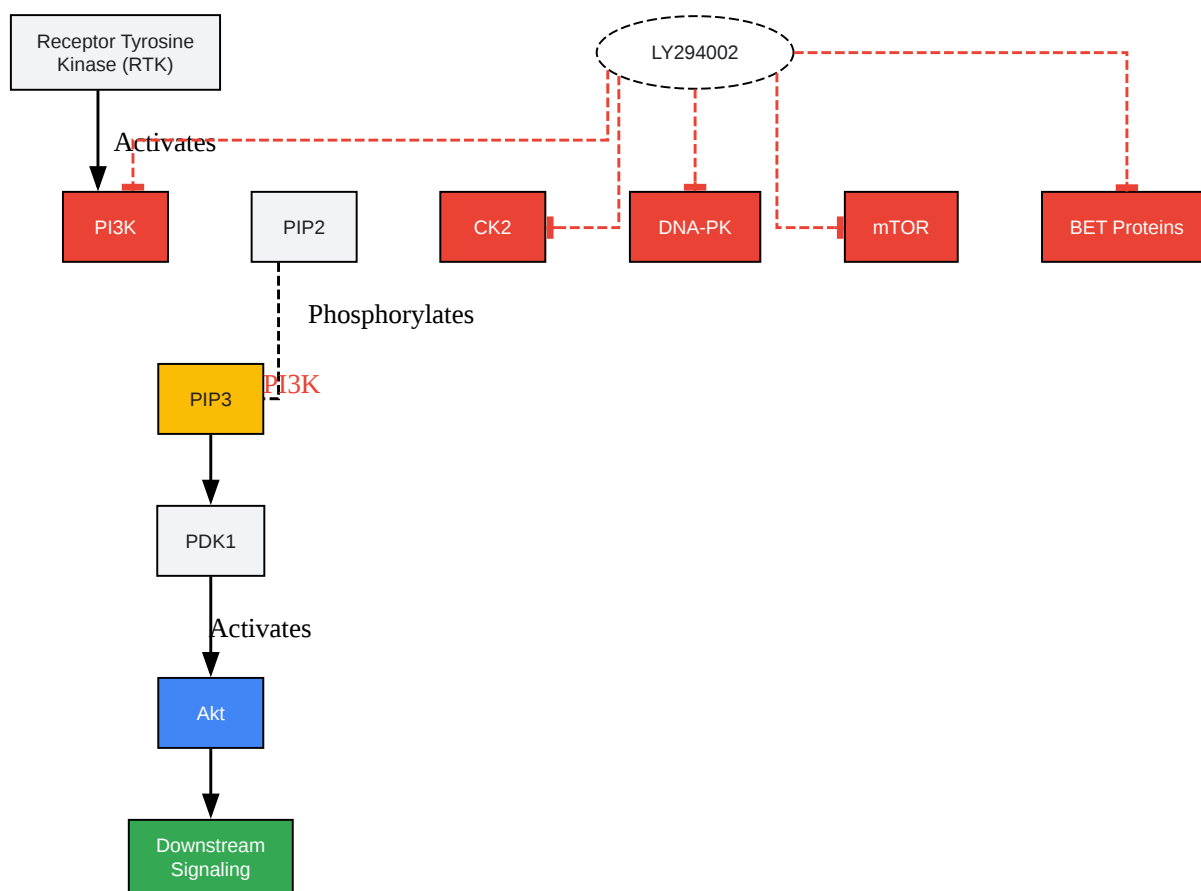 Receptor Tyrosine
Kinase (RTK)
LY294002
Activates
PI3K
PIP2
CK2
DNA-PK
mTOR
BET Proteins
Phosphorylates
PIP3
PI3K
PDK1
Activates
Akt
Downstream
Signaling